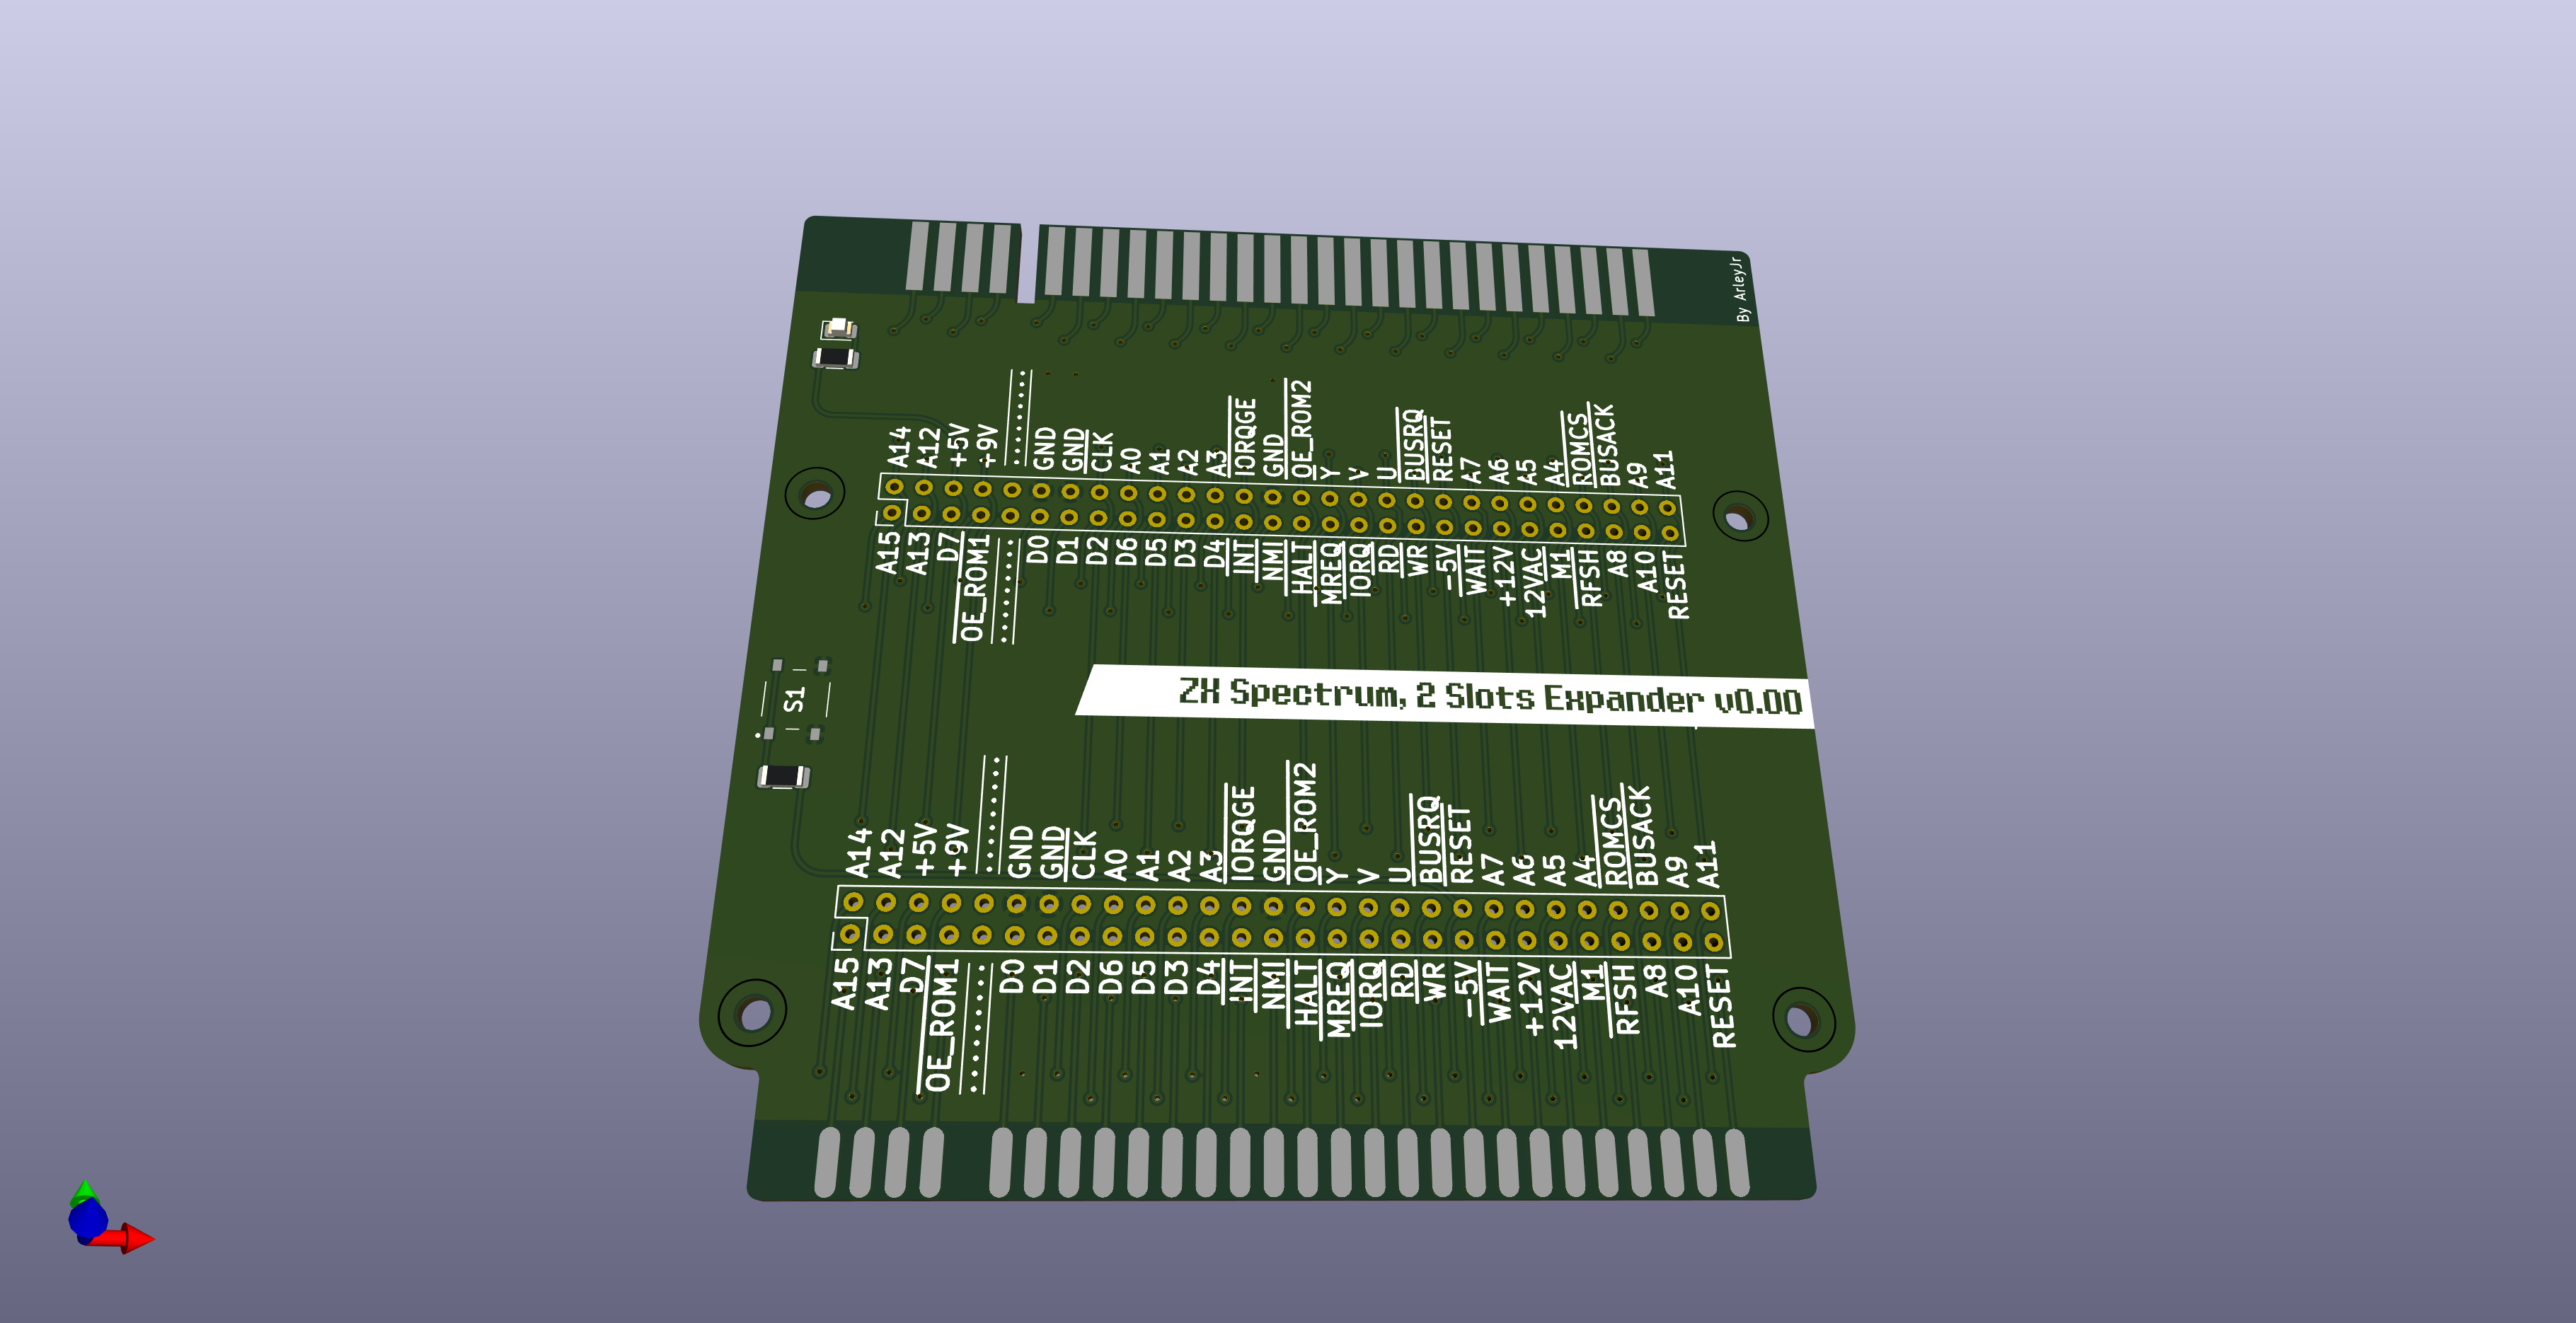 By ArleyJr
A14 A12 +5V +9V GND GND CLK A0 A1 A2 A3 IORQGE GND OE_ROM2 Y V U BUSRQ RESET A7 A6 A5 A4 ROMCS BUSACK A9 A11
A15 A13 D7 OE_ROM1 D0 D1 D2 D6 D5 D3 D4 INT NMI HALT MREQ IORQ RD WR -5V WAIT +12V 12VAC M1 RFSH A8 A10 RESET
S1
ZX Spectrum, 2 Slots Expander v0.00
A14 A12 +5V +9V GND GND CLK A0 A1 A2 A3 IORQGE GND OE_ROM2 Y V U BUSRQ RESET A7 A6 A5 A4 ROMCS BUSACK A9 A11
A15 A13 D7 OE_ROM1 D0 D1 D2 D6 D5 D3 D4 INT NMI HALT MREQ IORQ RD WR -5V WAIT +12V 12VAC M1 RFSH A8 A10 RESET